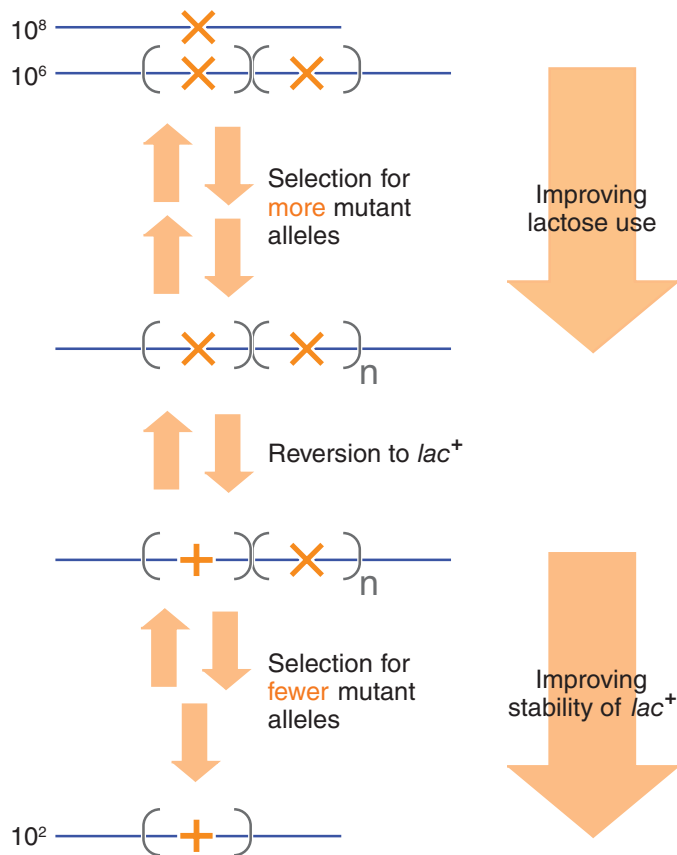 10⁸
10⁶
Selection for
more mutant
alleles
Improving
lactose use
n
Reversion to lac⁺
n
Selection for
fewer mutant
alleles
Improving
stability of lac⁺
10²